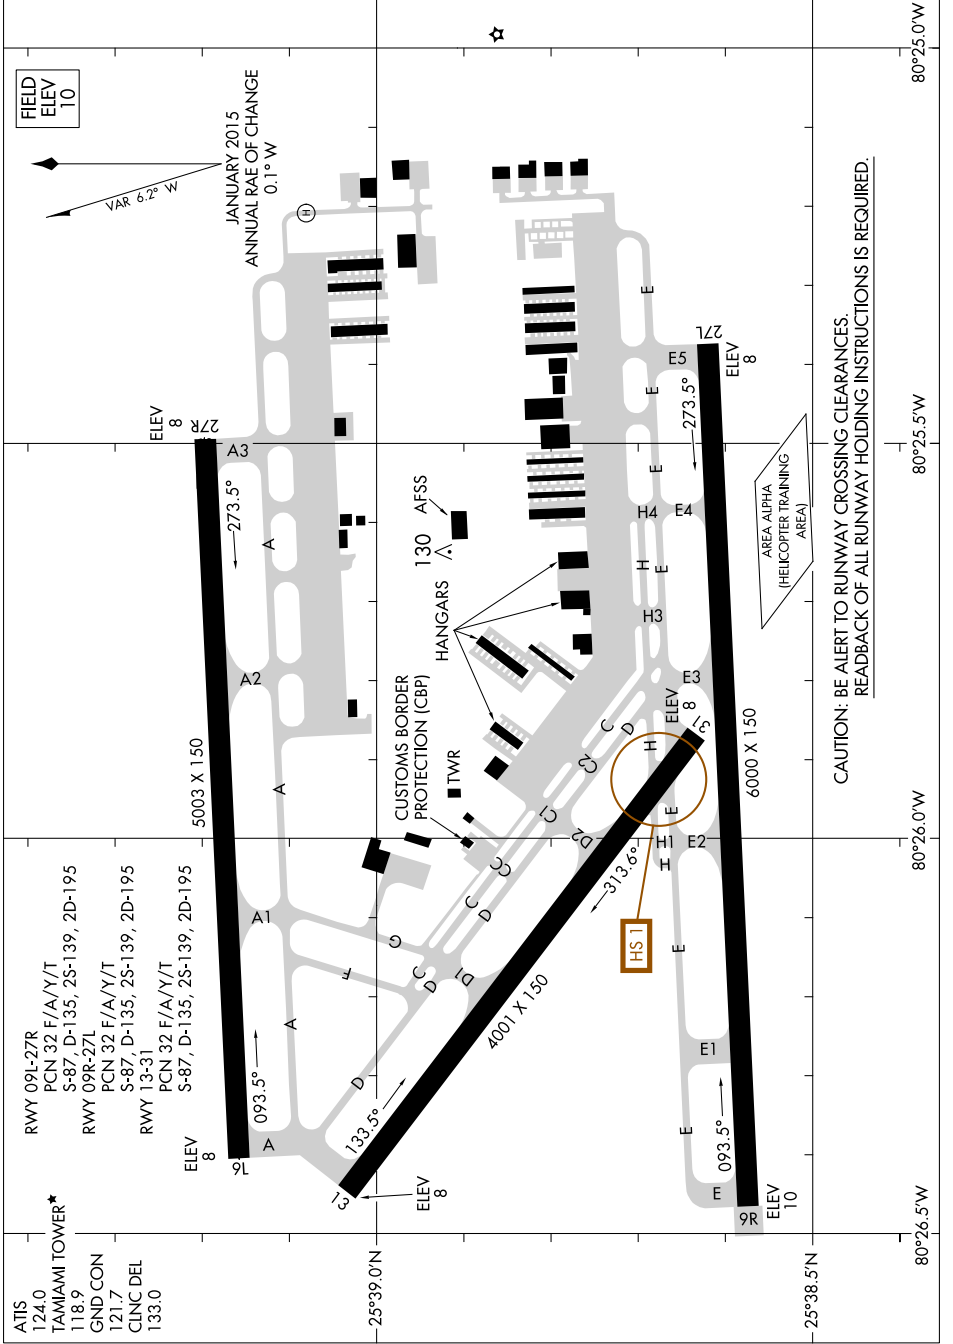 ATIS
124.0
TAMIAMI TOWER★
118.9
GND CON
121.7
CLNC DEL
133.0
RWY 09L-27R
PCN 32 F/A/Y/T
S-87, D-135, 2S-139, 2D-195
RWY 09R-27L
PCN 32 F/A/Y/T
S-87, D-135, 2S-139, 2D-195
RWY 13-31
PCN 32 F/A/Y/T
S-87, D-135, 2S-139, 2D-195
FIELD
ELEV
10
VAR 6.2° W
JANUARY 2015
ANNUAL RAE OF CHANGE
0.1° W
H
ELEV
8
9L
093.5°
A
A
A1
5003 X 150
A
A2
A
273.5°
A3
27R
ELEV
8
13
ELEV
8
133.5°
D
F
G
C
D
D1
C
D
CC
C1
D2
C2
C
D
4001 X 150
313.6°
31
ELEV
8
HS 1
CUSTOMS BORDER
PROTECTION (CBP)
TWR
HANGARS
130
AFSS
9R
ELEV
10
093.5°
E
E
E1
E
H
H1
E2
E
H
E3
H3
E
H
H4
E4
E
E
E5
E
6000 X 150
273.5°
27L
ELEV
8
AREA ALPHA
(HELICOPTER TRAINING
AREA)
CAUTION: BE ALERT TO RUNWAY CROSSING CLEARANCES.
READBACK OF ALL RUNWAY HOLDING INSTRUCTIONS IS REQUIRED.
25°39.0'N
25°38.5'N
80°26.5'W
80°26.0'W
80°25.5'W
80°25.0'W